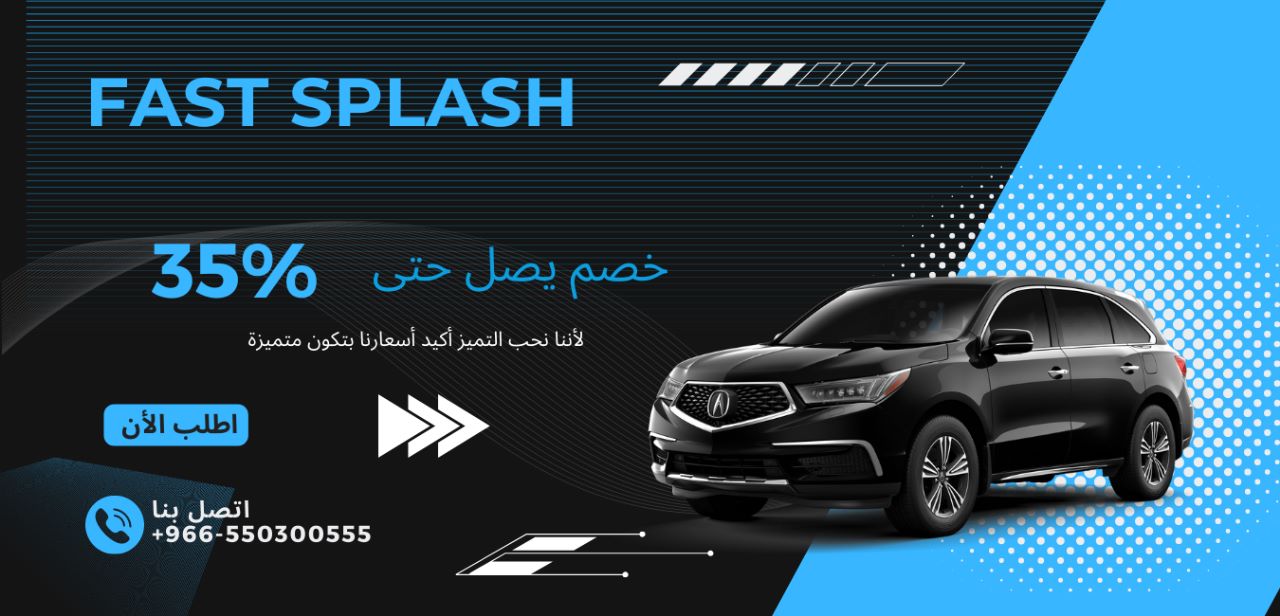 FAST SPLASH
خصم يصل حتى 35%
لأننا نحب التميز أكيد أسعارنا بتكون متميزة
اطلب الأن
اتصل بنا
+966-550300555